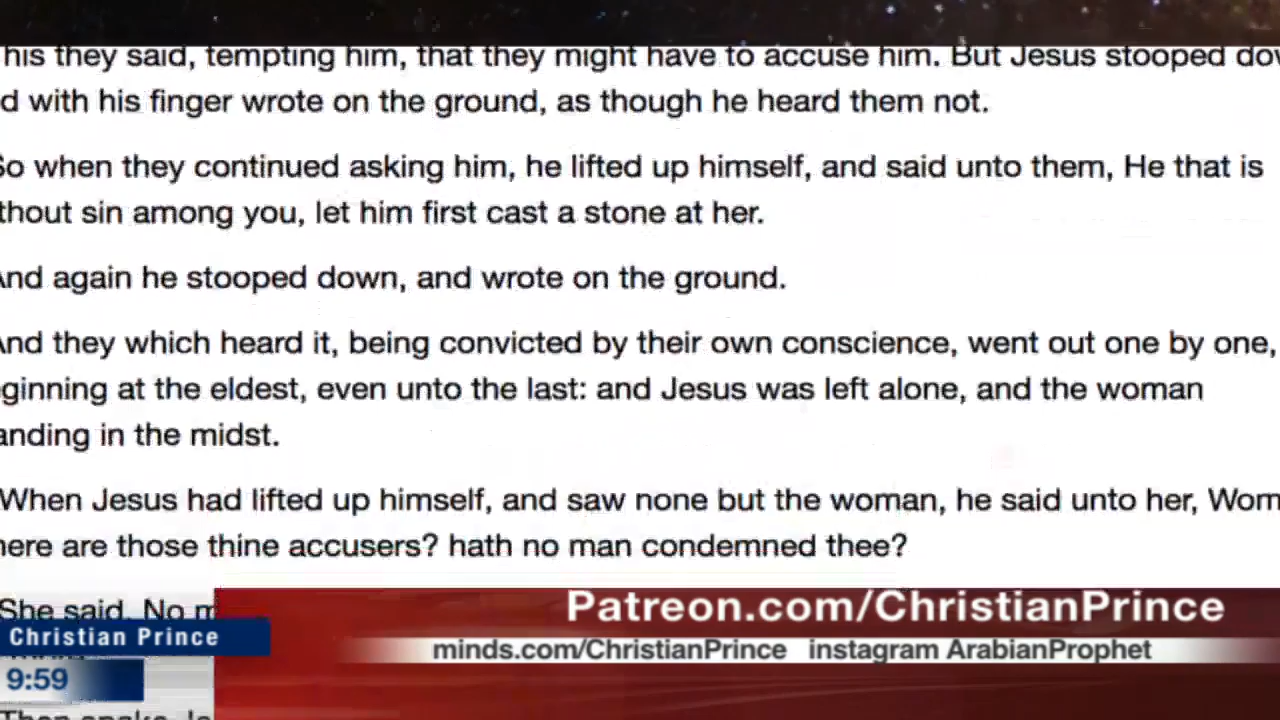 his they said, tempting him, that they might have to accuse him. But Jesus stooped dow
d with his finger wrote on the ground, as though he heard them not.
So when they continued asking him, he lifted up himself, and said unto them, He that is
thout sin among you, let him first cast a stone at her.
And again he stooped down, and wrote on the ground.
And they which heard it, being convicted by their own conscience, went out one by one,
ginning at the eldest, even unto the last: and Jesus was left alone, and the woman
anding in the midst.
When Jesus had lifted up himself, and saw none but the woman, he said unto her, Wom
here are those thine accusers? hath no man condemned thee?
She said, No m
Patreon.com/ChristianPrince
Christian Prince
minds.com/ChristianPrince instagram ArabianProphet
9:59